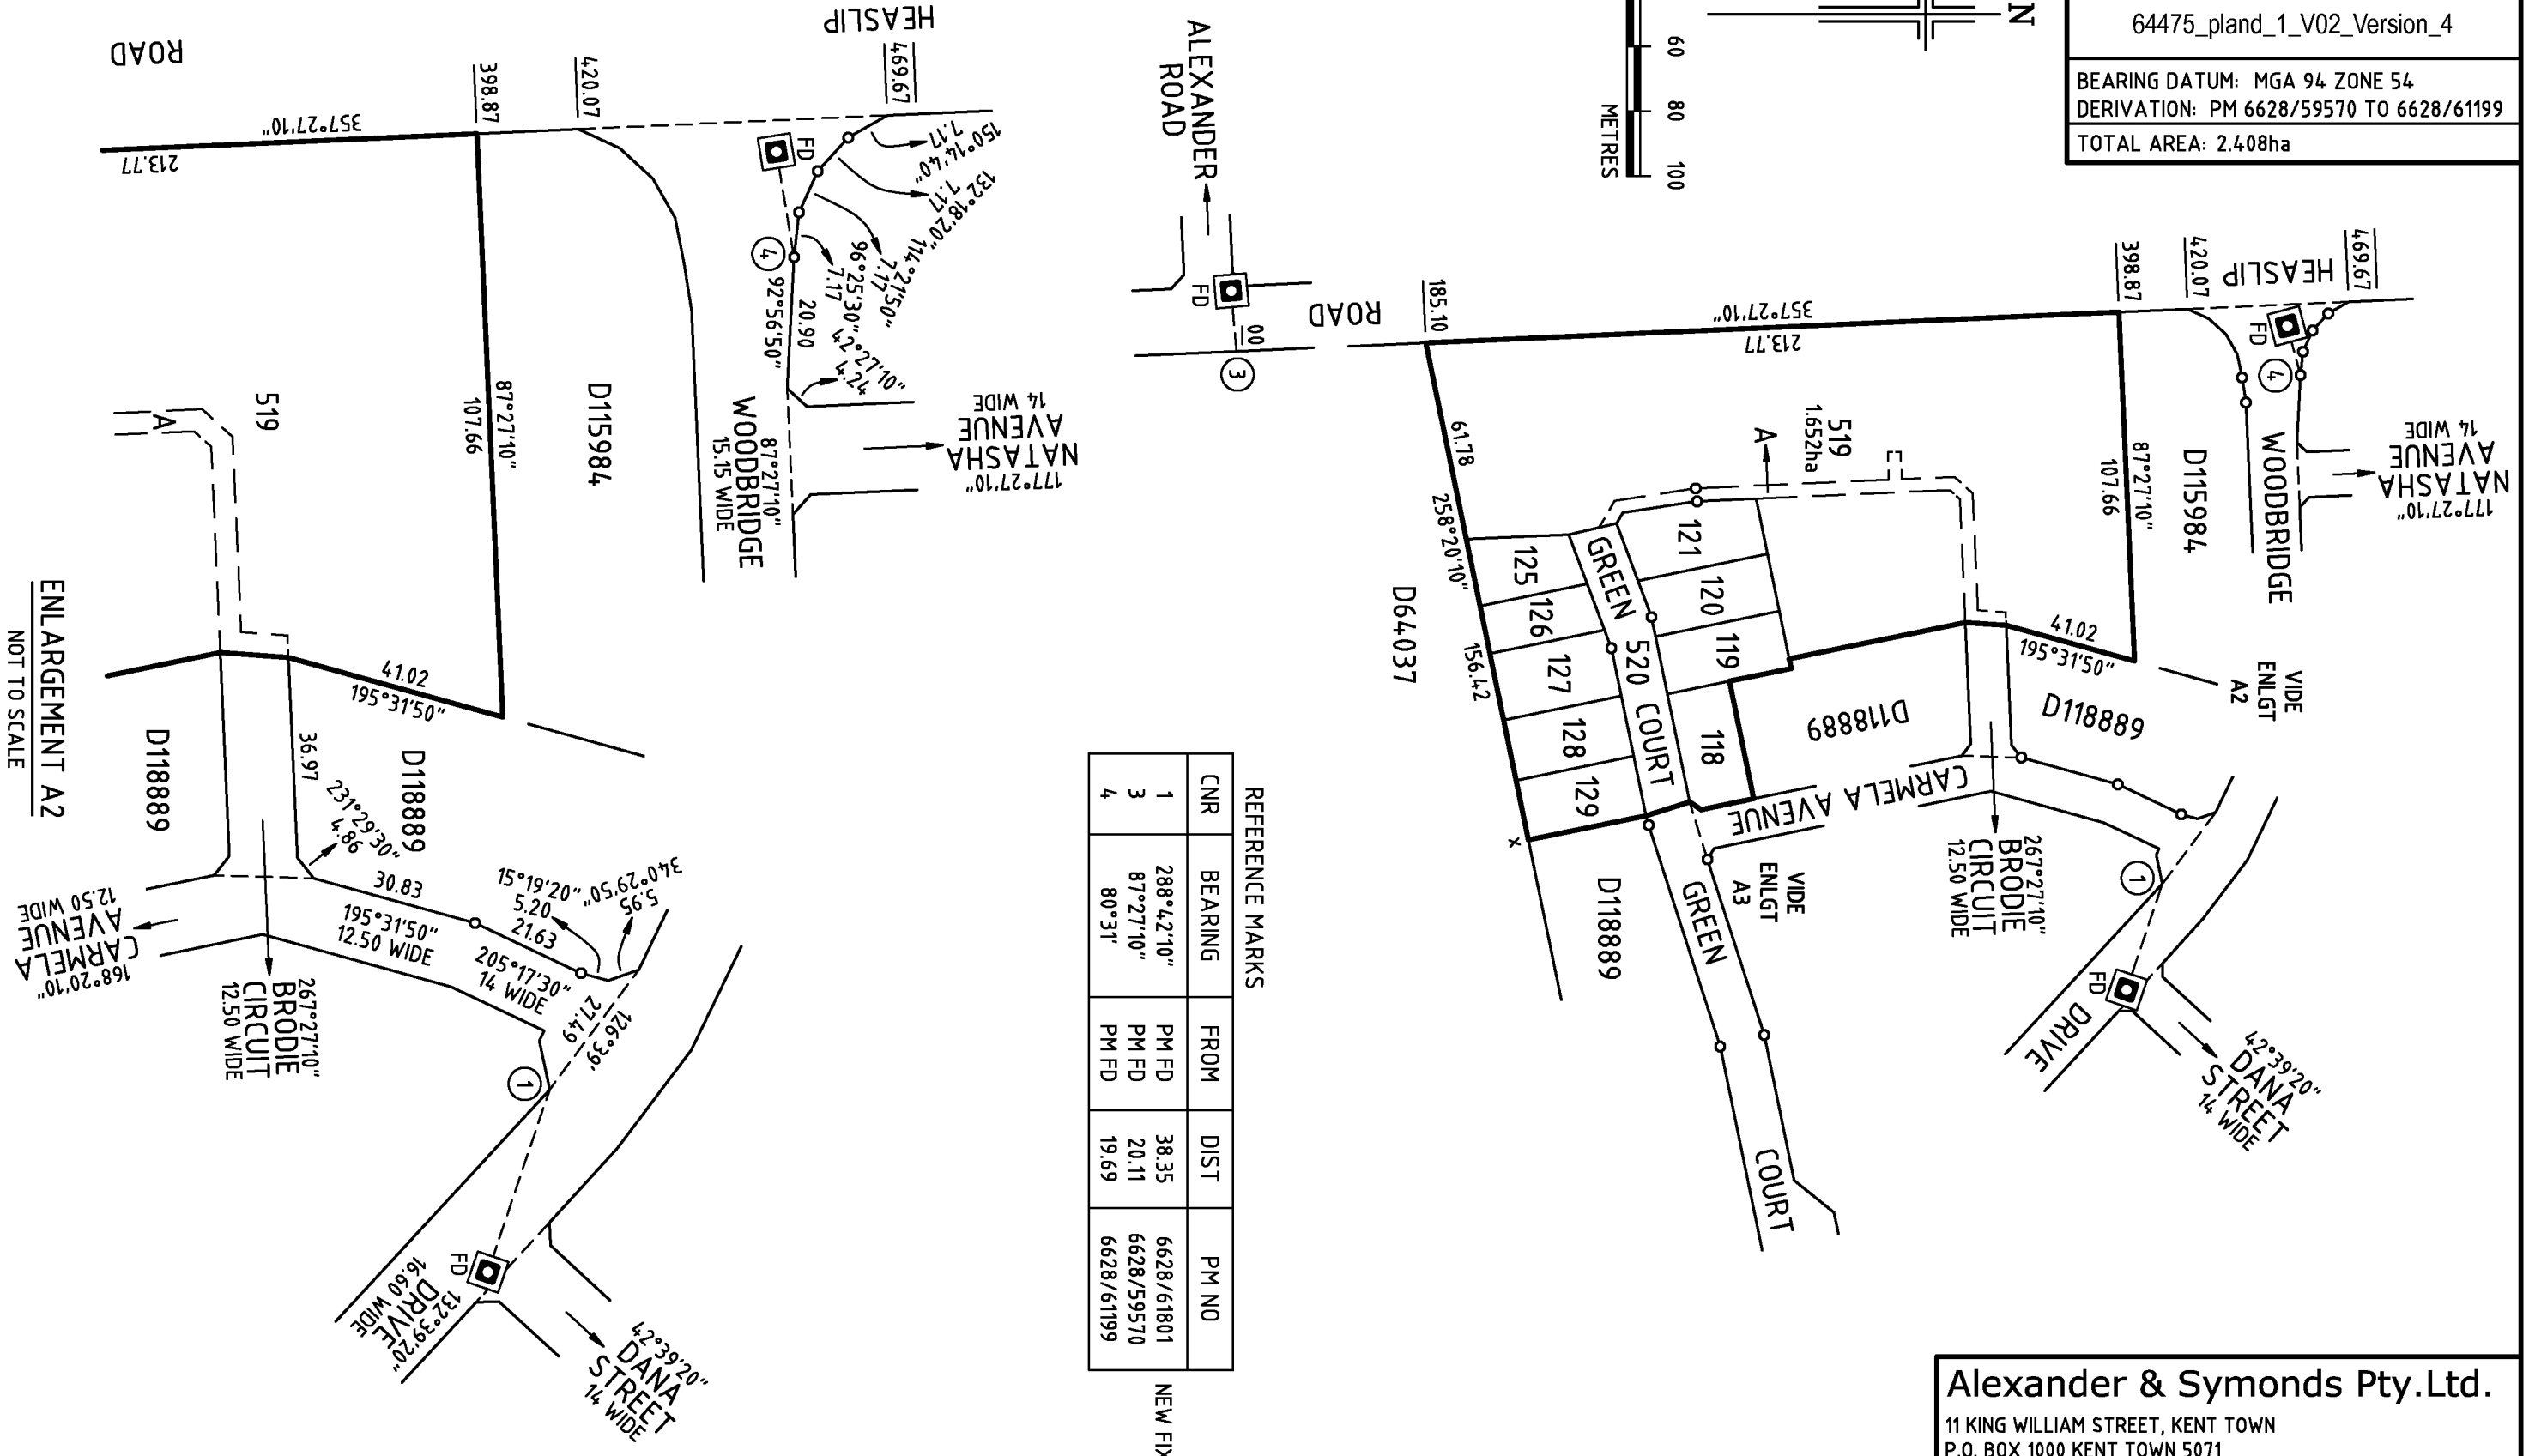 64475_pland_1_V02_Version_4
BEARING DATUM: MGA 94 ZONE 54
DERIVATION: PM 6628/59570 TO 6628/61199
TOTAL AREA: 2.408ha
N
60
80
100
METRES
ALEXANDER
ROAD
FD
00
3
ROAD
185.10
357°27'10"
213.77
398.87
420.07
HEASLIP
469.67
FD
4
WOODBRIDGE
177°27'10"
NATASHA
AVENUE
14 WIDE
D115984
87°27'10"
107.66
41.02
195°31'50"
VIDE
ENLGT
A2
519
1.652ha
A
61.78
258°20'10"
156.42
D64037
121
120
119
118
GREEN
520
COURT
125
126
127
128
129
x
D118889
D118889
CARMELA AVENUE
267°27'10"
BRODIE
CIRCUIT
12.50 WIDE
VIDE
ENLGT
A3
D118889
GREEN
COURT
1
FD
DRIVE
42°39'20"
DANA
STREET
14 WIDE
REFERENCE MARKS
CNR BEARING FROM DIST PM NO
1 288°42'10" PM FD 38.35 6628/61801
3 87°27'10" PM FD 20.11 6628/59570
4 80°31' PM FD 19.69 6628/61199
NEW FIX
ROAD
HEASLIP
357°27'10"
213.77
398.87
420.07
469.67
FD
150°14'40"
7.17
132°18'20"
7.17
114°21'50"
7.17
96°25'30"
7.17
4
92°56'50"
20.90
42°27'10"
4.24
87°27'10"
WOODBRIDGE
15.15 WIDE
177°27'10"
NATASHA
AVENUE
14 WIDE
D115984
87°27'10"
107.66
519
A
41.02
195°31'50"
36.97
D118889
D118889
231°29'30"
4.86
30.83
195°31'50"
12.50 WIDE
15°19'20"
5.20
340°29'50"
5.95
21.63
205°17'30"
14 WIDE
126°39'
27.49
168°20'10"
CARMELA
AVENUE
12.50 WIDE
267°27'10"
BRODIE
CIRCUIT
12.50 WIDE
1
FD
132°39'20"
DRIVE
16.60 WIDE
42°39'20"
DANA
STREET
14 WIDE
ENLARGEMENT A2
NOT TO SCALE
Alexander & Symonds Pty.Ltd.
11 KING WILLIAM STREET, KENT TOWN
P.O. BOX 1000 KENT TOWN 5071